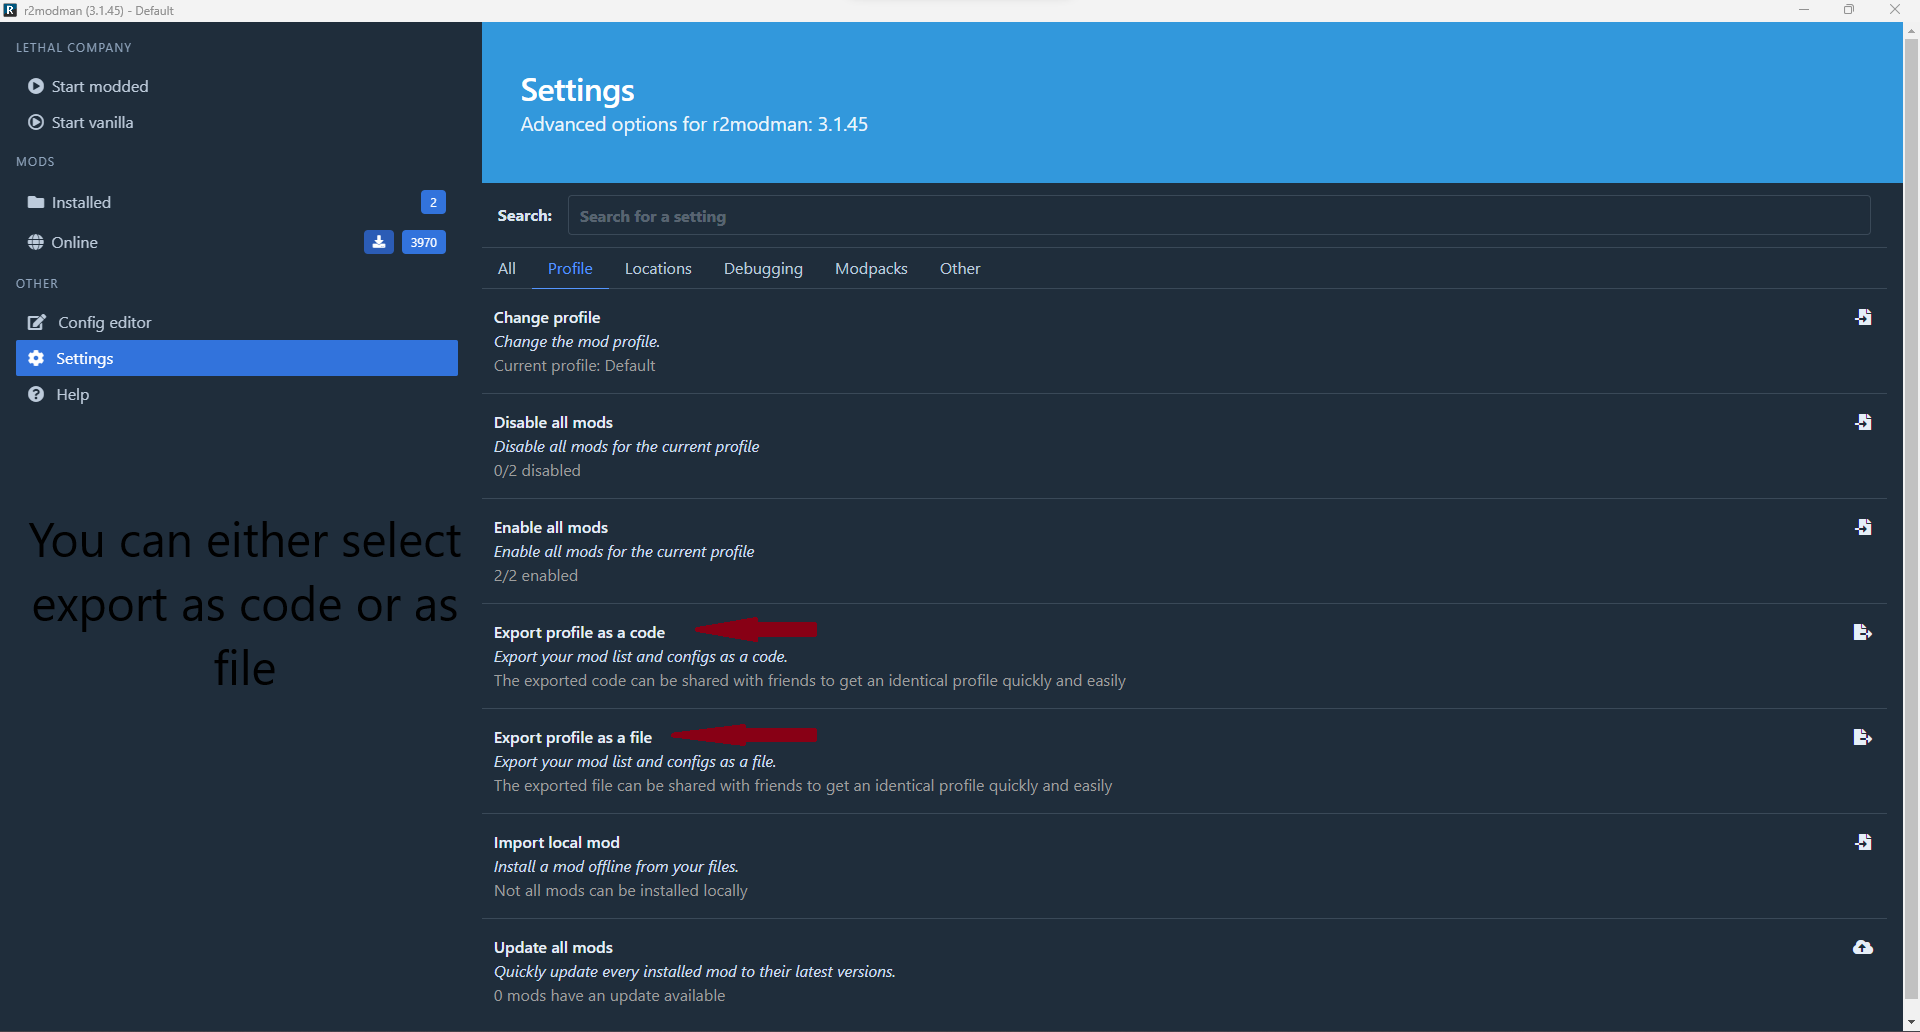 r2modman (3.1.45) - Default
LETHAL COMPANY
Start modded
Start vanilla
MODS
Installed
2
Online
3970
OTHER
Config editor
Settings
Help
You can either select
export as code or as
file
Settings
Advanced options for r2modman: 3.1.45
Search:
Search for a setting
All Profile Locations Debugging Modpacks Other
Change profile
Change the mod profile.
Current profile: Default
Disable all mods
Disable all mods for the current profile
0/2 disabled
Enable all mods
Enable all mods for the current profile
2/2 enabled
Export profile as a code
Export your mod list and configs as a code.
The exported code can be shared with friends to get an identical profile quickly and easily
Export profile as a file
Export your mod list and configs as a file.
The exported file can be shared with friends to get an identical profile quickly and easily
Import local mod
Install a mod offline from your files.
Not all mods can be installed locally
Update all mods
Quickly update every installed mod to their latest versions.
0 mods have an update available